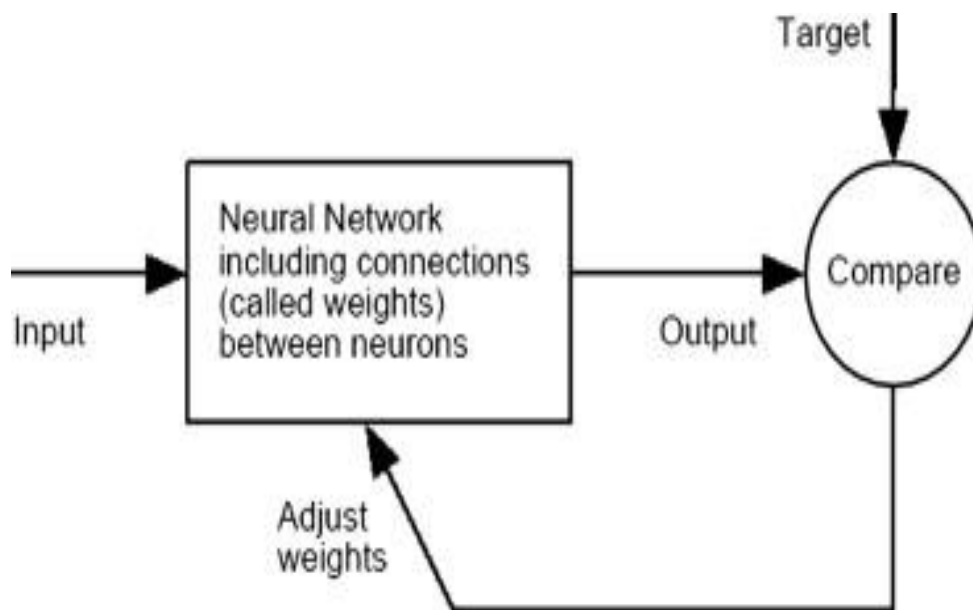 Target
Neural Network
including connections
(called weights)
between neurons
Compare
Input
Output
Adjust
weights